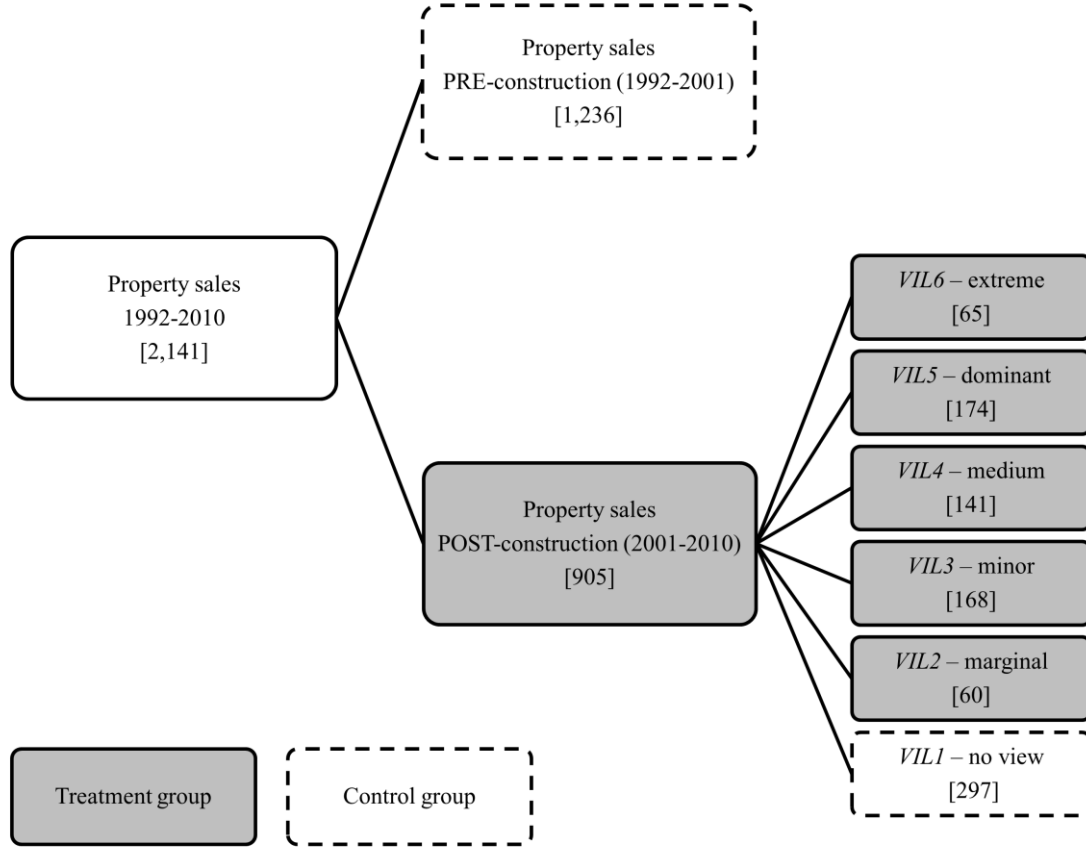 Property sales
PRE-construction (1992-2001)
[1,236]
Property sales
1992-2010
[2,141]
Property sales
POST-construction (2001-2010)
[905]
VIL6 – extreme
[65]
VIL5 – dominant
[174]
VIL4 – medium
[141]
VIL3 – minor
[168]
VIL2 – marginal
[60]
VIL1 – no view
[297]
Treatment group
Control group